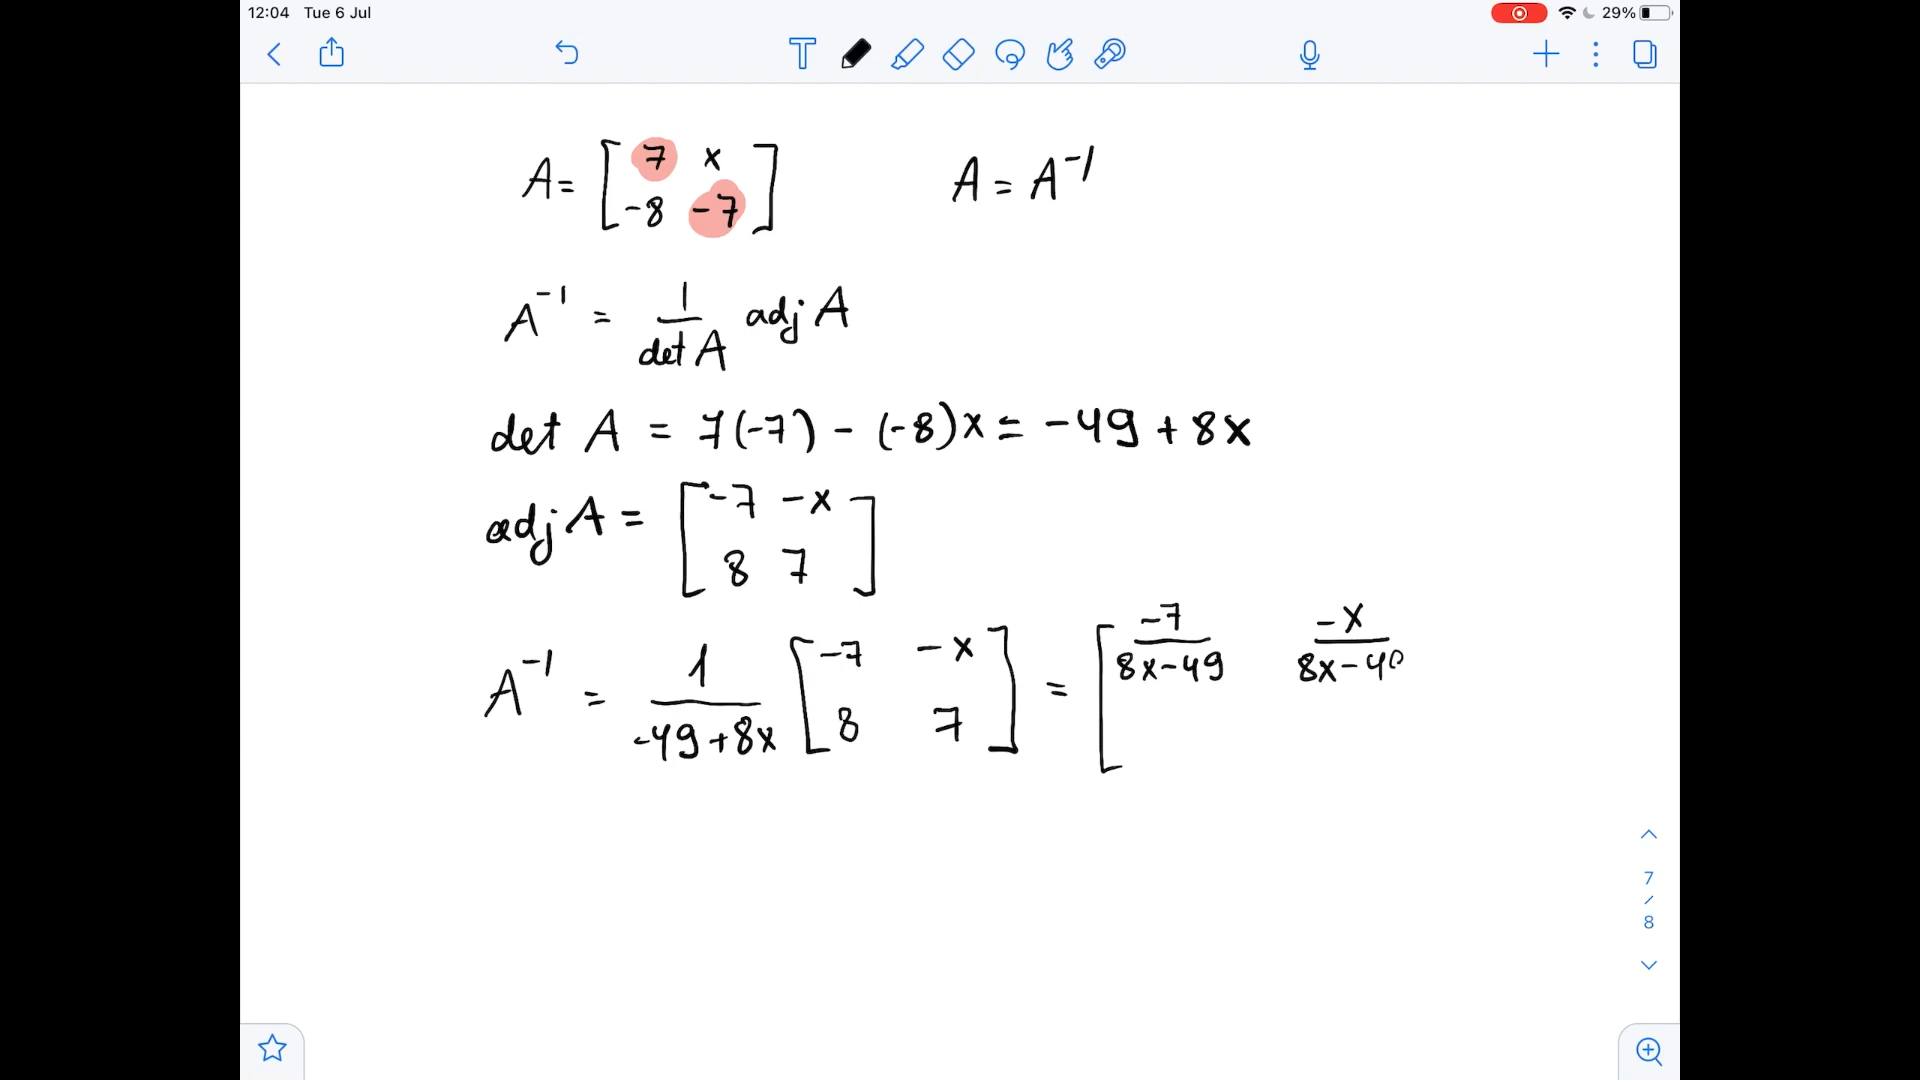 12:04 Tue 6 Jul
29%
T
A = [ 7 x ; -8 -7 ] A = A^-1
A^-1 = 1/det A adj A
det A = 7(-7) - (-8)x = -49 + 8x
adj A = [ -7 -x ; 8 7 ]
A^-1 = 1/(-49+8x) [ -7 -x ; 8 7 ] = [ -7/(8x-49) -x/(8x-4
7
/
8